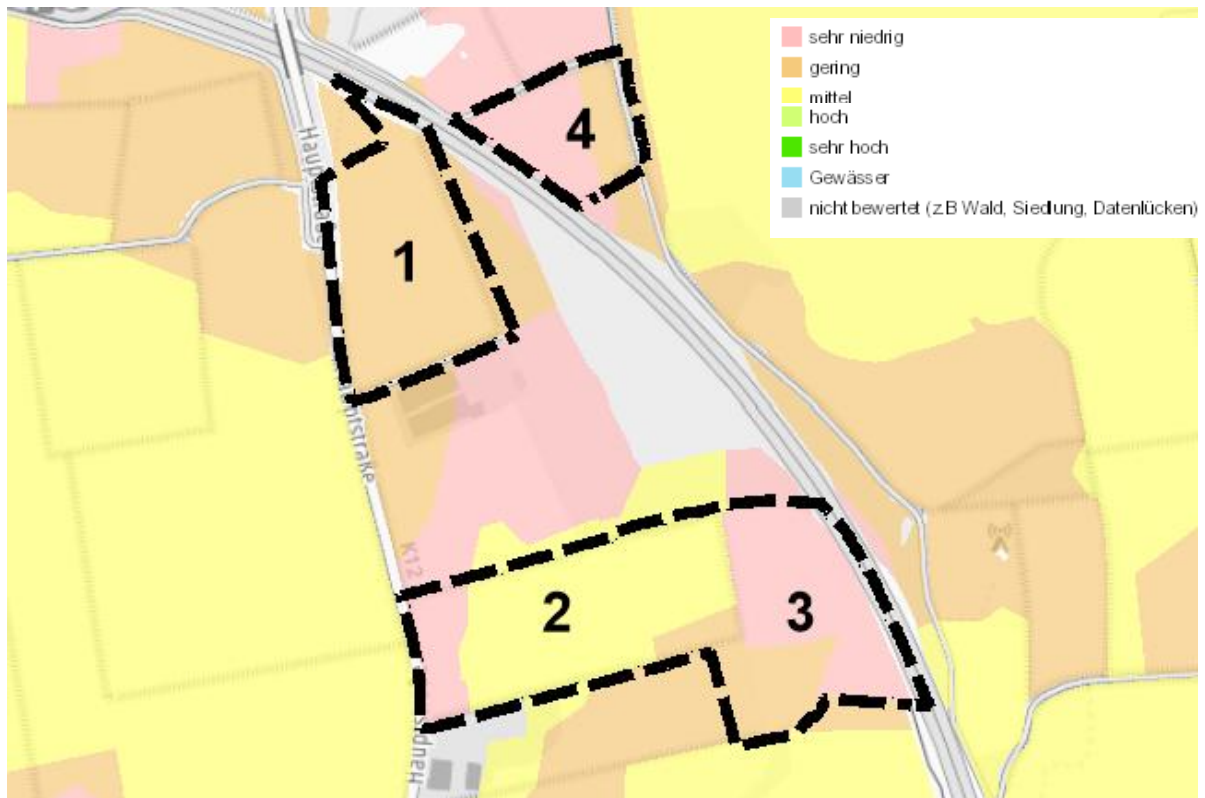 sehr niedrig
gering
mittel
hoch
sehr hoch
Gewässer
nicht bewertet (z.B Wald, Siedlung, Datenlücken)
4
1
K12
2
3